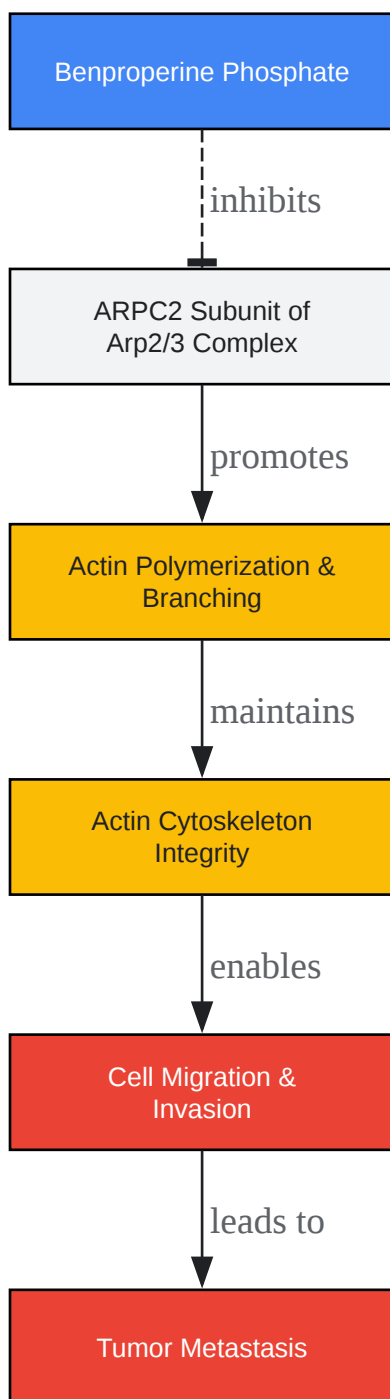 Benproperine Phosphate
inhibits
ARPC2 Subunit of
Arp2/3 Complex
promotes
Actin Polymerization &
Branching
maintains
Actin Cytoskeleton
Integrity
enables
Cell Migration &
Invasion
leads to
Tumor Metastasis